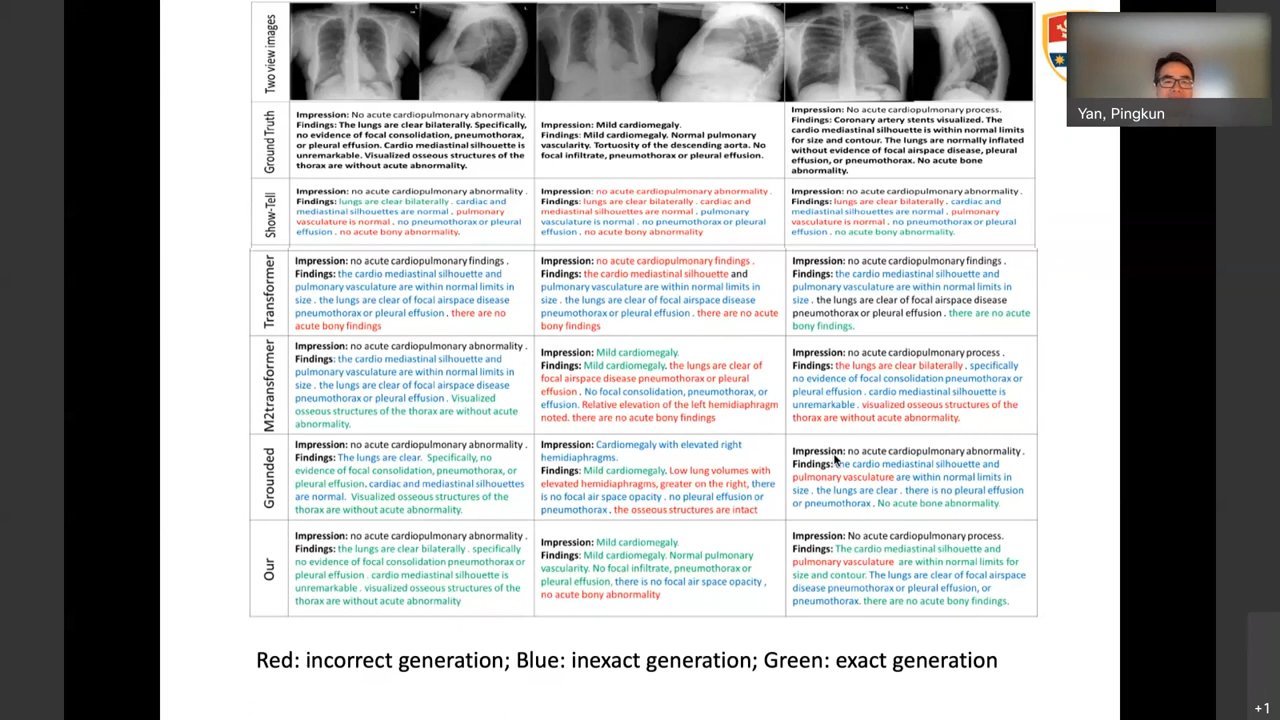 Two view images
Ground Truth
Impression: No acute cardiopulmonary abnormality.
Findings: The lungs are clear bilaterally. Specifically,
no evidence of focal consolidation, pneumothorax,
or pleural effusion. Cardio mediastinal silhouette is
unremarkable. Visualized osseous structures of the
thorax are without acute abnormality.
Impression: Mild cardiomegaly.
Findings: Mild cardiomegaly. Normal pulmonary
vascularity. Tortuosity of the descending aorta. No
focal infiltrate, pneumothorax or pleural effusion.
Impression: No acute cardiopulmonary process.
Findings: Coronary artery stents visualized. The
cardio mediastinal silhouette is within normal limits
for size and contour. The lungs are normally inflated
without evidence of focal airspace disease, pleural
effusion, or pneumothorax. No acute bone
abnormality.
Show-Tell
Impression: no acute cardiopulmonary abnormality .
Findings: lungs are clear bilaterally . cardiac and
mediastinal silhouettes are normal . pulmonary
vasculature is normal . no pneumothorax or pleural
effusion . no acute bony abnormality.
Impression: no acute cardiopulmonary abnormality .
Findings: lungs are clear bilaterally . cardiac and
mediastinal silhouettes are normal . pulmonary
vasculature is normal . no pneumothorax or pleural
effusion . no acute bony abnormality
Impression: no acute cardiopulmonary abnormality .
Findings: lungs are clear bilaterally . cardiac and
mediastinal silhouettes are normal . pulmonary
vasculature is normal . no pneumothorax or pleural
effusion . no acute bony abnormality.
Transformer
Impression: no acute cardiopulmonary findings .
Findings: the cardio mediastinal silhouette and
pulmonary vasculature are within normal limits in
size . the lungs are clear of focal airspace disease
pneumothorax or pleural effusion . there are no
acute bony findings
Impression: no acute cardiopulmonary findings .
Findings: the cardio mediastinal silhouette and
pulmonary vasculature are within normal limits in
size . the lungs are clear of focal airspace disease
pneumothorax or pleural effusion . there are no acute
bony findings
Impression: no acute cardiopulmonary findings .
Findings: the cardio mediastinal silhouette and
pulmonary vasculature are within normal limits in
size . the lungs are clear of focal airspace disease
pneumothorax or pleural effusion . there are no acute
bony findings.
M2transformer
Impression: no acute cardiopulmonary abnormality .
Findings: the cardio mediastinal silhouette and
pulmonary vasculature are within normal limits in
size . the lungs are clear of focal airspace disease
pneumothorax or pleural effusion . Visualized
osseous structures of the thorax are without acute
abnormality.
Impression: Mild cardiomegaly.
Findings: Mild cardiomegaly. the lungs are clear of
focal airspace disease pneumothorax or pleural
effusion . No focal consolidation, pneumothorax, or
effusion. Relative elevation of the left hemidiaphragm
noted. there are no acute bony findings
Impression: no acute cardiopulmonary process .
Findings: the lungs are clear bilaterally . specifically
no evidence of focal consolidation pneumothorax or
pleural effusion . cardio mediastinal silhouette is
unremarkable . visualized osseous structures of the
thorax are without acute abnormality.
Grounded
Impression: no acute cardiopulmonary abnormality .
Findings: The lungs are clear. Specifically, no
evidence of focal consolidation, pneumothorax, or
pleural effusion, cardiac and mediastinal silhouettes
are normal. Visualized osseous structures of the
thorax are without acute abnormality.
Impression: Cardiomegaly with elevated right
hemidiaphragms.
Findings: Mild cardiomegaly. Low lung volumes with
elevated hemidiaphragms, greater on the right, there
is no focal air space opacity . no pleural effusion or
pneumothorax . the osseous structures are intact
Impression: no acute cardiopulmonary abnormality .
Findings: the cardio mediastinal silhouette and
pulmonary vasculature are within normal limits in
size . the lungs are clear . there is no pleural effusion
or pneumothorax . No acute bone abnormality.
Our
Impression: no acute cardiopulmonary abnormality .
Findings: the lungs are clear bilaterally . specifically
no evidence of focal consolidation pneumothorax or
pleural effusion . cardio mediastinal silhouette is
unremarkable . visualized osseous structures of the
thorax are without acute abnormality
Impression: Mild cardiomegaly.
Findings: Mild cardiomegaly. Normal pulmonary
vascularity. No focal infiltrate, pneumothorax or
pleural effusion, there is no focal air space opacity ,
no acute bony abnormality
Impression: No acute cardiopulmonary process.
Findings: The cardio mediastinal silhouette and
pulmonary vasculature are within normal limits for
size and contour. The lungs are clear of focal airspace
disease pneumothorax or pleural effusion, or
pneumothorax. there are no acute bony findings.
Red: incorrect generation; Blue: inexact generation; Green: exact generation
Yan, Pingkun
+1